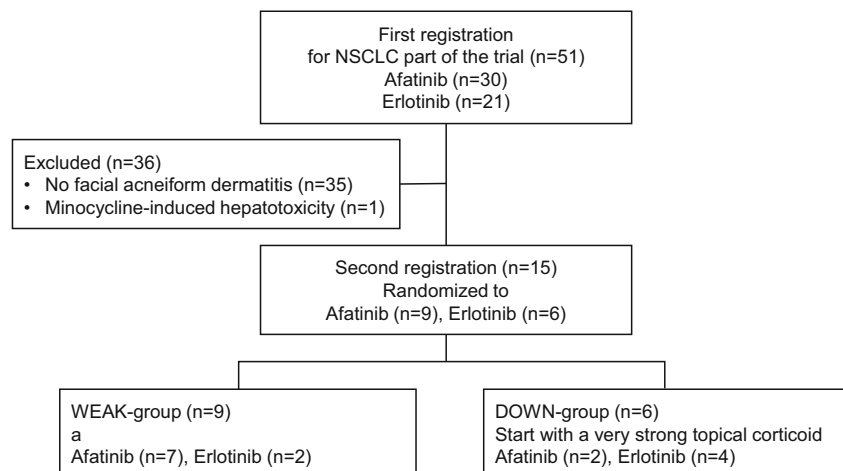 First registration
for NSCLC part of the trial (n=51)
Afatinib (n=30)
Erlotinib (n=21)
Excluded (n=36)
• No facial acneiform dermatitis (n=35)
• Minocycline-induced hepatotoxicity (n=1)
Second registration (n=15)
Randomized to
Afatinib (n=9), Erlotinib (n=6)
WEAK-group (n=9)
a
Afatinib (n=7), Erlotinib (n=2)
DOWN-group (n=6)
Start with a very strong topical corticoid
Afatinib (n=2), Erlotinib (n=4)